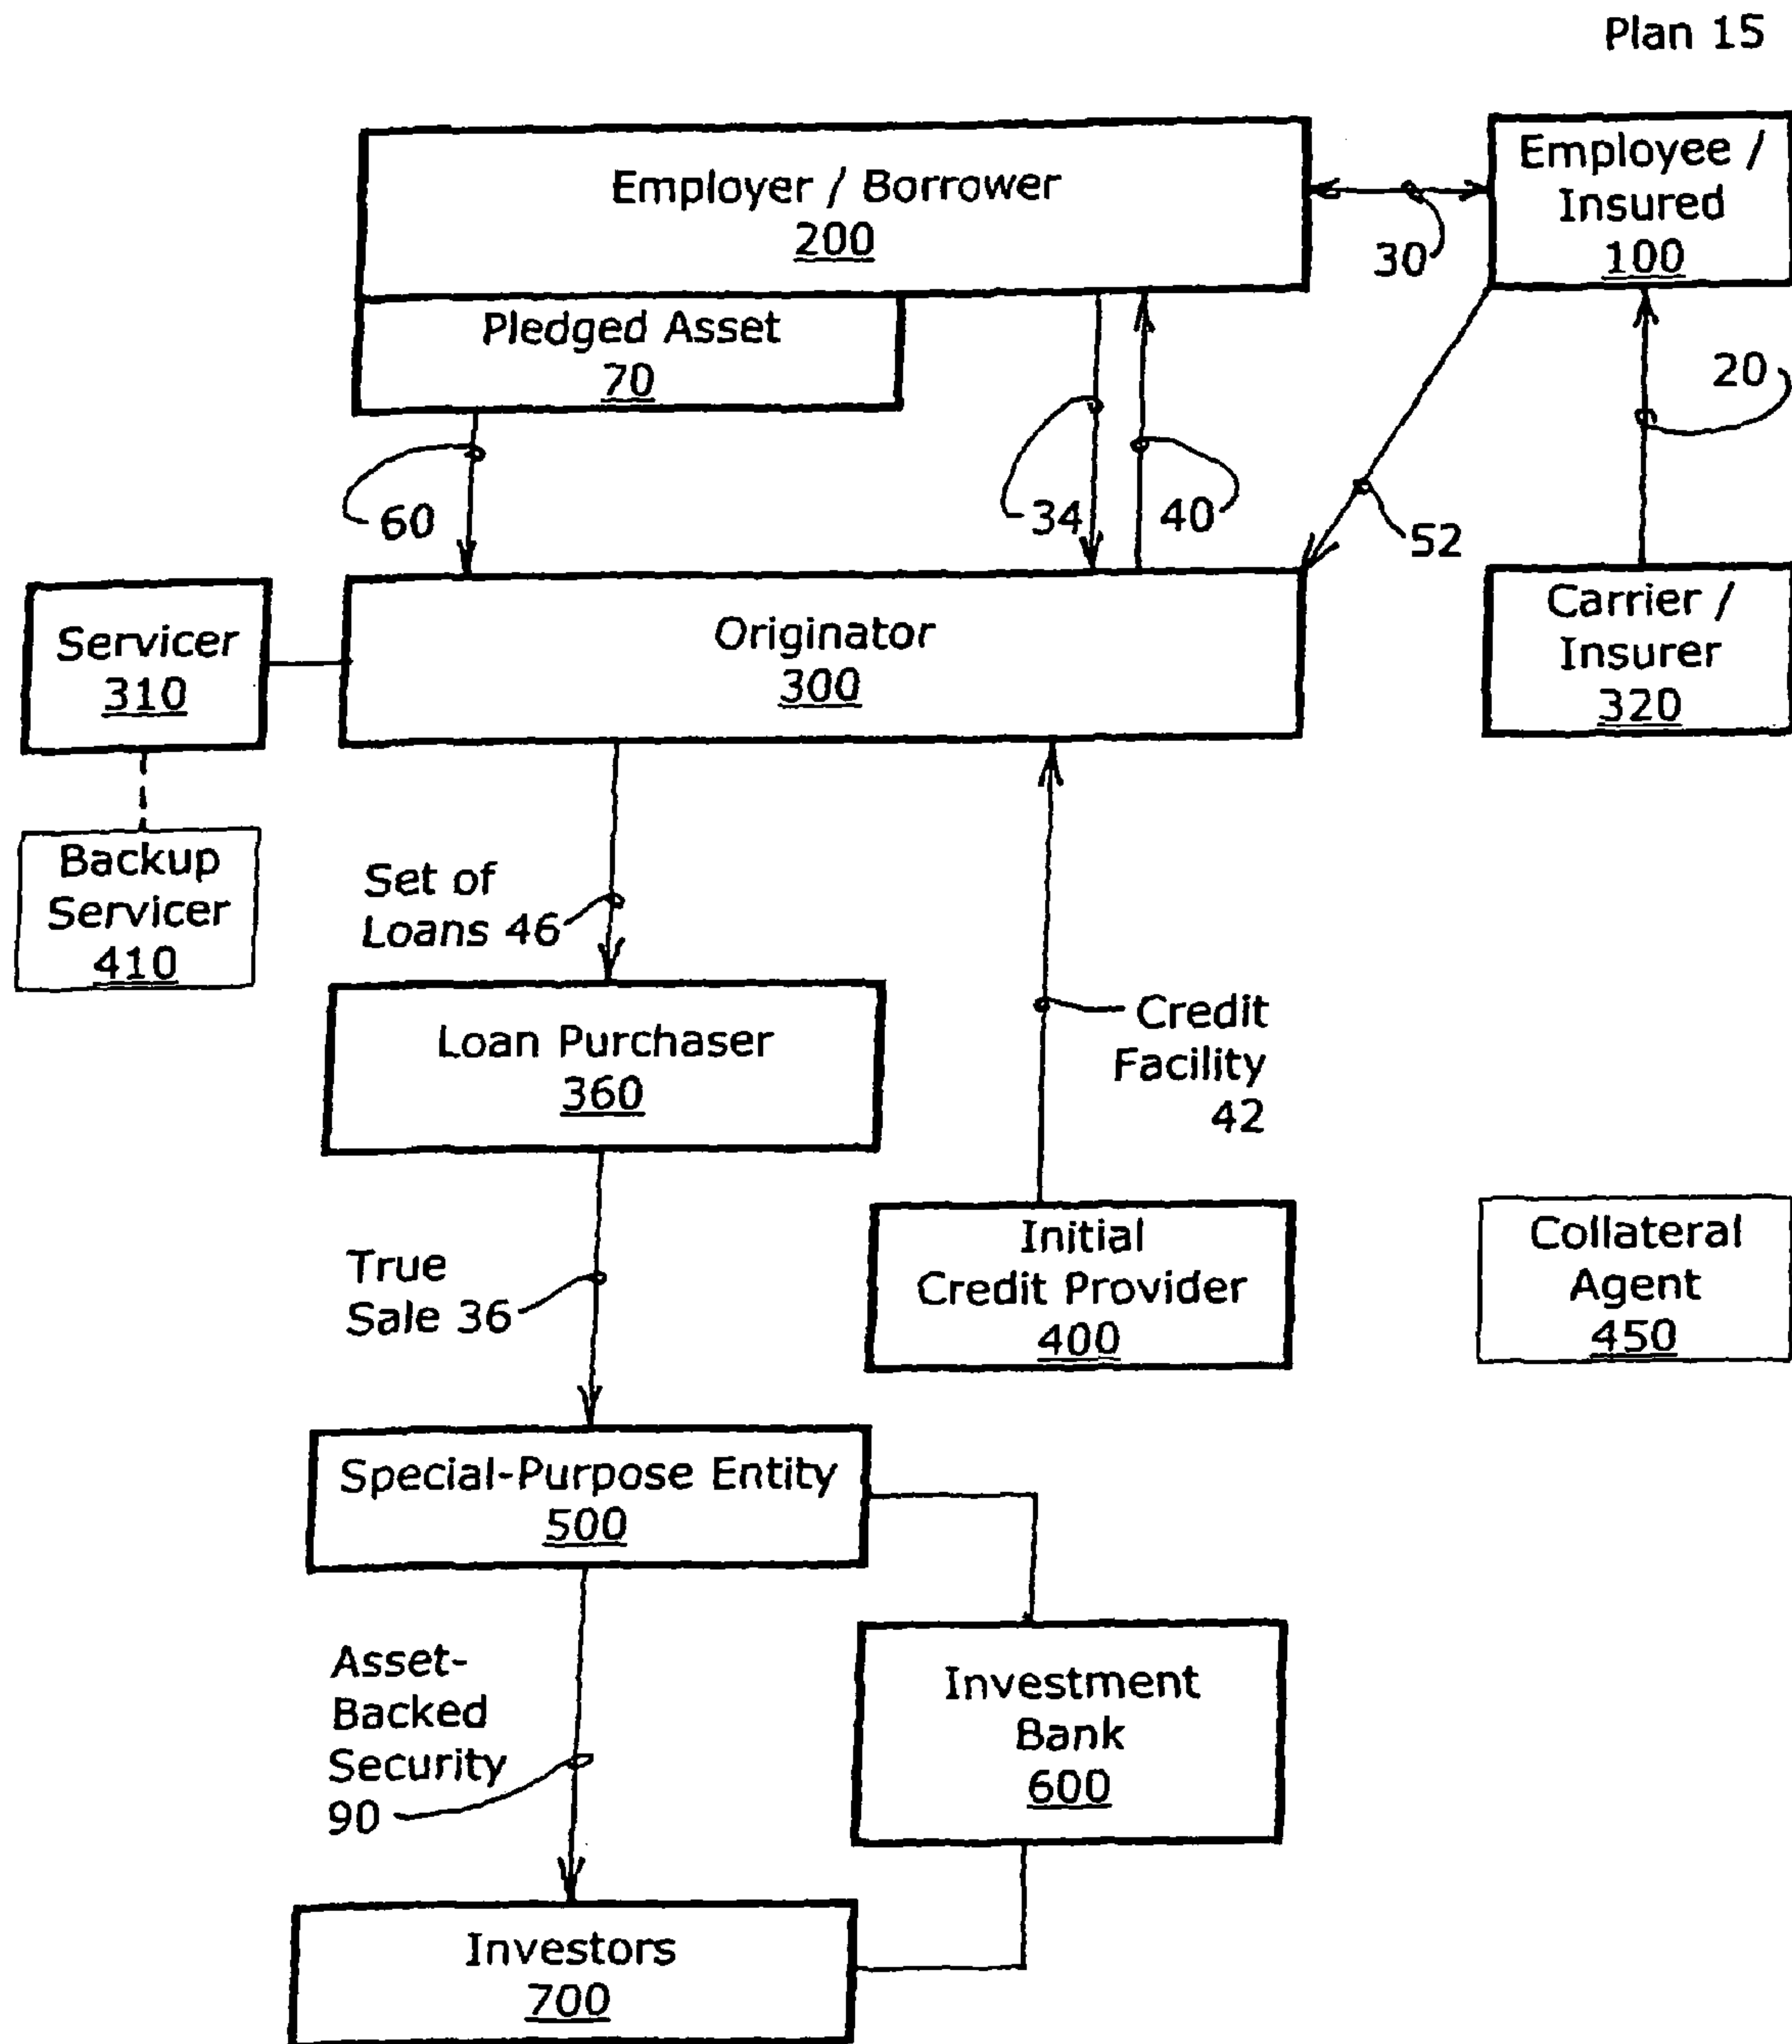 Plan 15
Employer / Borrower
200
Employee /
Insured
100
30
Pledged Asset
70
20
60
34
40
52
Servicer
310
Originator
300
Carrier /
Insurer
320
Backup
Servicer
410
Set of
Loans 46
Loan Purchaser
360
Credit
Facility
42
True
Sale 36
Initial
Credit Provider
400
Collateral
Agent
450
Special-Purpose Entity
500
Asset-
Backed
Security
90
Investment
Bank
600
Investors
700